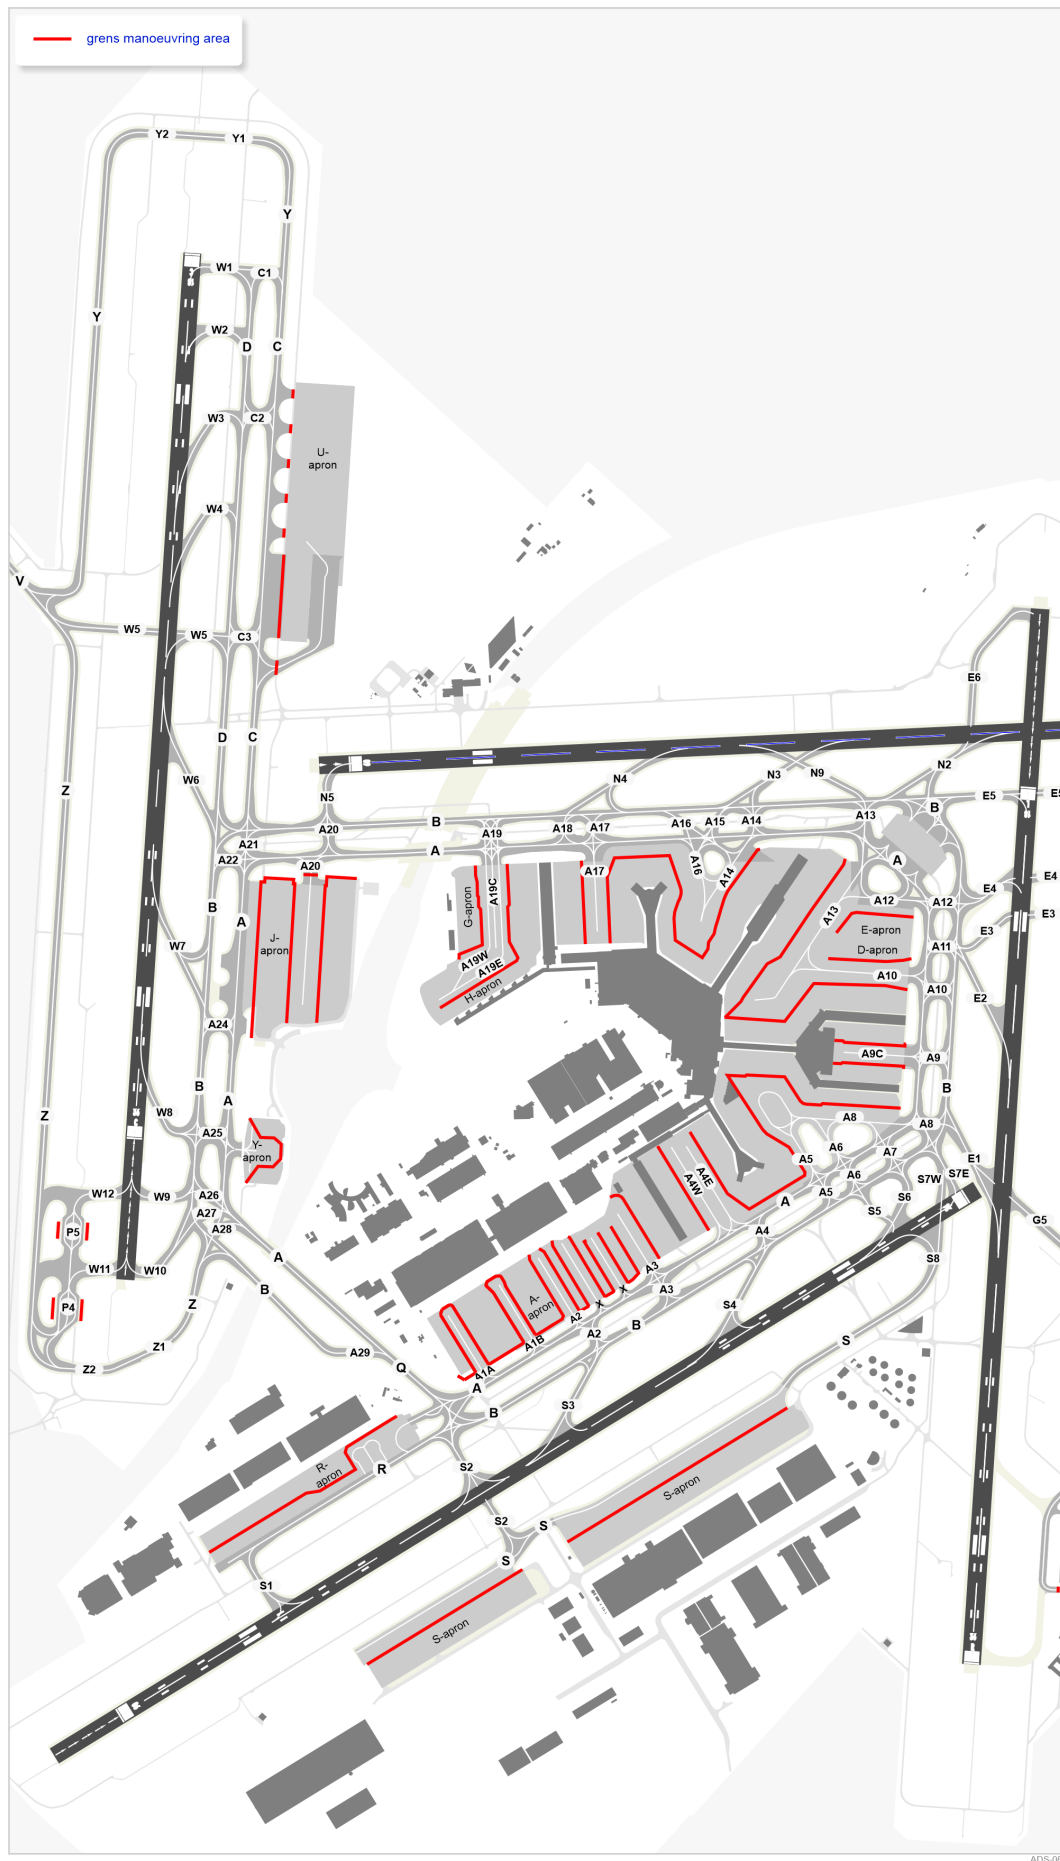 grens manoeuvring area
Y2
Y1
Y
W1
C1
Y
W2
D
C
W3
C2
U-
apron
W4
V
W5
W5
C3
E6
D
C
Z
W6
N5
N4
N3
N9
N2
E5
E5
B
B
A20
A19
A18
A17
A16
A15
A14
A13
A21
A
A22
A20
A17
A16
A14
A
E4
E4
A19C
G-apron
B
A
A13
A12
A12
E3
E3
J-
apron
E-apron
D-apron
A11
W7
A19W
A19E
H-apron
A10
A10
E2
A24
A9C
A9
B
A
B
Z
W8
A8
A8
A25
Y-
apron
A6
A7
A5
E1
A4E
A4W
A6
S7W
S7E
A5
S6
W12
W9
A26
A27
A28
A
S5
G5
P5
A4
W11
W10
A
S8
A3
B
A3
P4
Z
A-
apron
X
X
S4
A2
A2
B
Z1
A1B
S
Z2
A29
Q
A1A
A
S3
B
R-
apron
R
S2
S-apron
S2
S
S
S1
S-apron